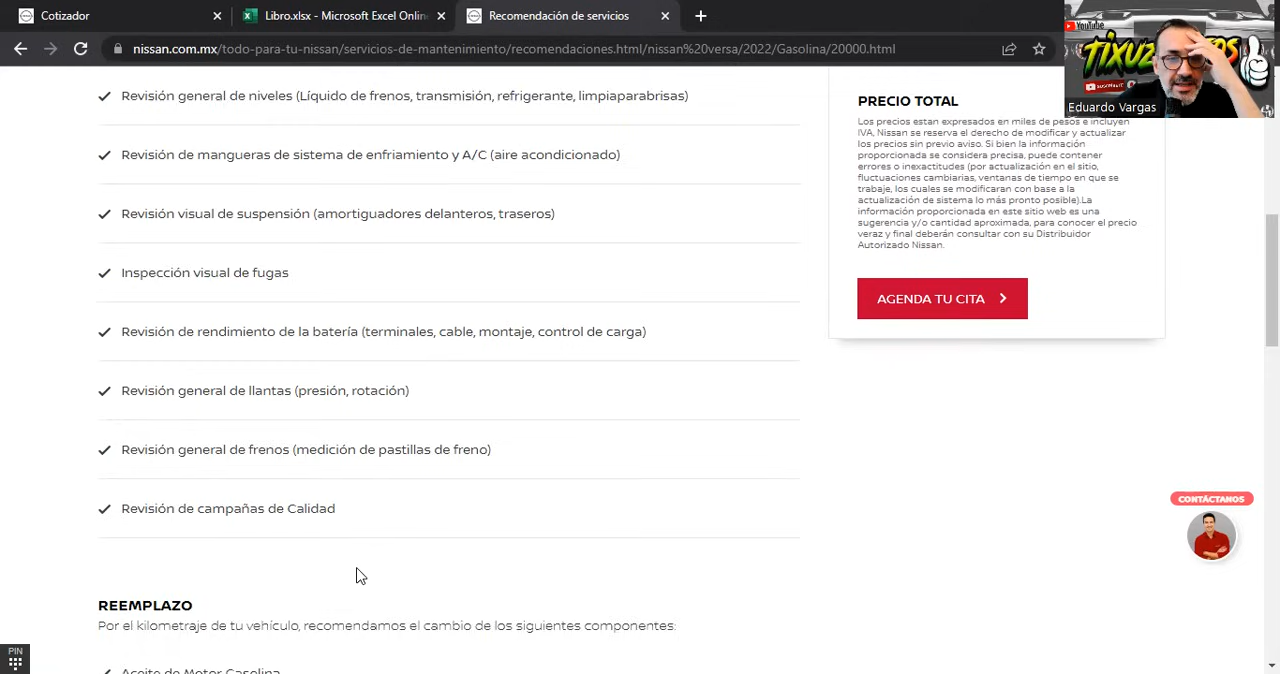 Cotizador
Libro.xlsx - Microsoft Excel Onlin
Recomendación de servicios
nissan.com.mx/todo-para-tu-nissan/servicios-de-mantenimiento/recomendaciones.html/nissan%20versa/2022/Gasolina/20000.html
YouTube
Eduardo Vargas
Revisión general de niveles (Líquido de frenos, transmisión, refrigerante, limpiaparabrisas)
Revisión de mangueras de sistema de enfriamiento y A/C (aire acondicionado)
Revisión visual de suspensión (amortiguadores delanteros, traseros)
Inspección visual de fugas
Revisión de rendimiento de la batería (terminales, cable, montaje, control de carga)
Revisión general de llantas (presión, rotación)
Revisión general de frenos (medición de pastillas de freno)
Revisión de campañas de Calidad
REEMPLAZO
Por el kilometraje de tu vehículo, recomendamos el cambio de los siguientes componentes:
Aceite de Motor Gasolina
PRECIO TOTAL
Los precios estan expresados en miles de pesos e incluyen
IVA, Nissan se reserva el derecho de modificar y actualizar
los precios sin previo aviso. Si bien la información
proporcionada se considera precisa, puede contener
errores o inexactitudes (por actualización en el sitio,
fluctuaciones cambiarias, ventanas de tiempo en que se
trabaje, los cuales se modificaran con base a la
actualización de sistema lo más pronto posible).La
información proporcionada en este sitio web es una
sugerencia y/o cantidad aproximada, para conocer el precio
veraz y final deberán consultar con su Distribuidor
Autorizado Nissan.
AGENDA TU CITA
CONTÁCTANOS
PIN